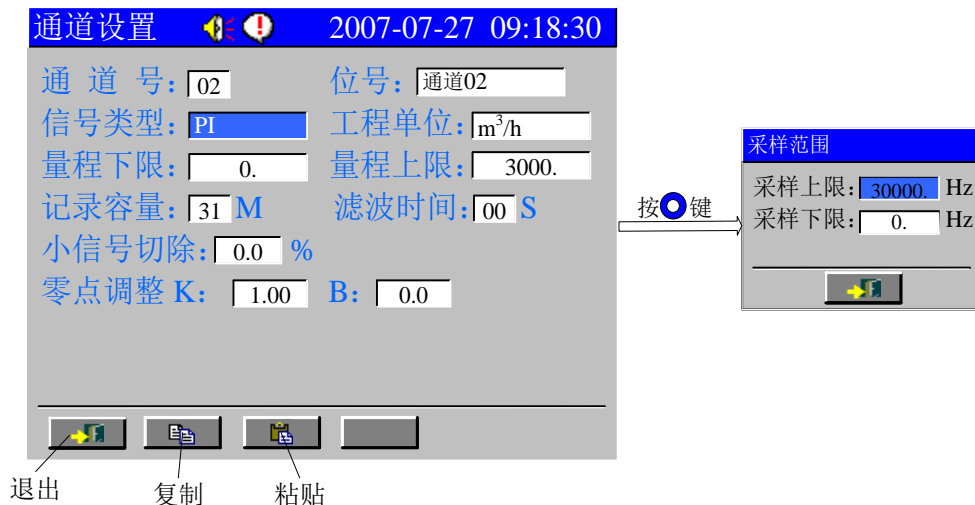 通道设置 2007-07-27 09:18:30
通 道 号: 02 位号: 通道02
信号类型: PI 工程单位: m³/h
量程下限: 0. 量程上限: 3000.
记录容量: 31 M 滤波时间: 00 S
小信号切除: 0.0 %
零点调整 K: 1.00 B: 0.0
退出
复制
粘贴
按 键
采样范围
采样上限: 30000. Hz
采样下限: 0. Hz